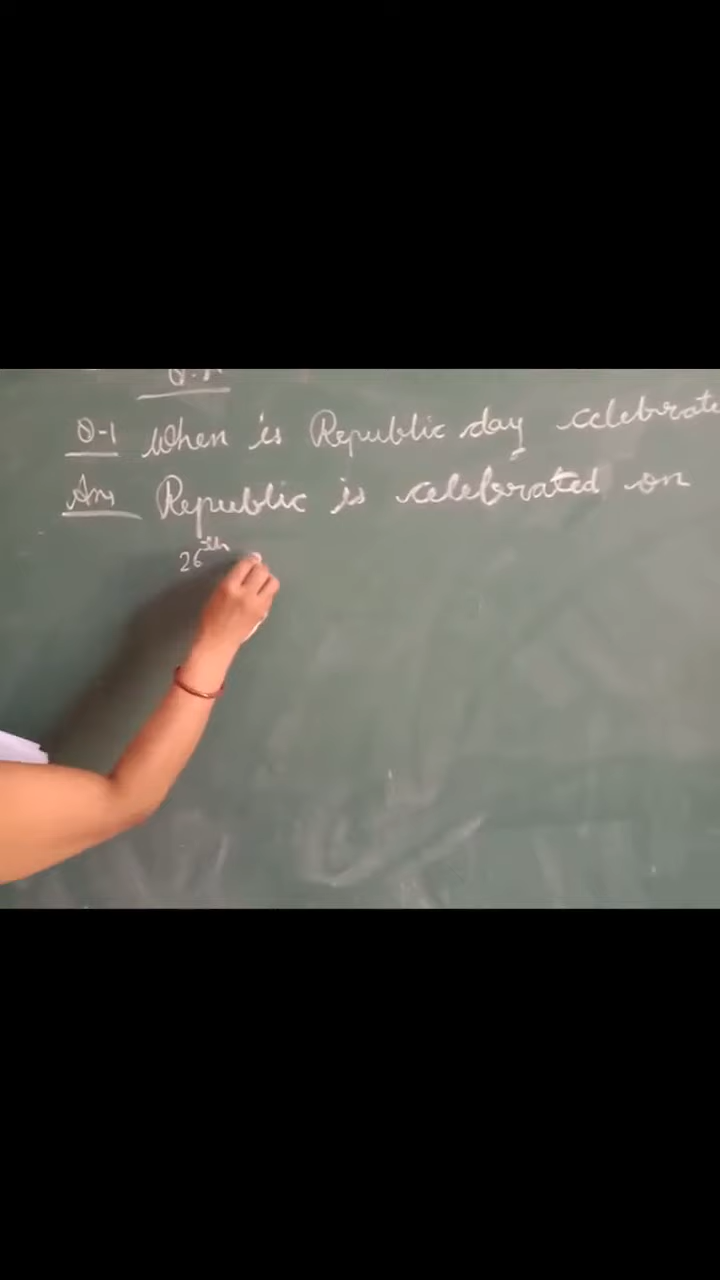 Q-1 When is Republic day celebrate
Ans Republic is celebrated on
26th